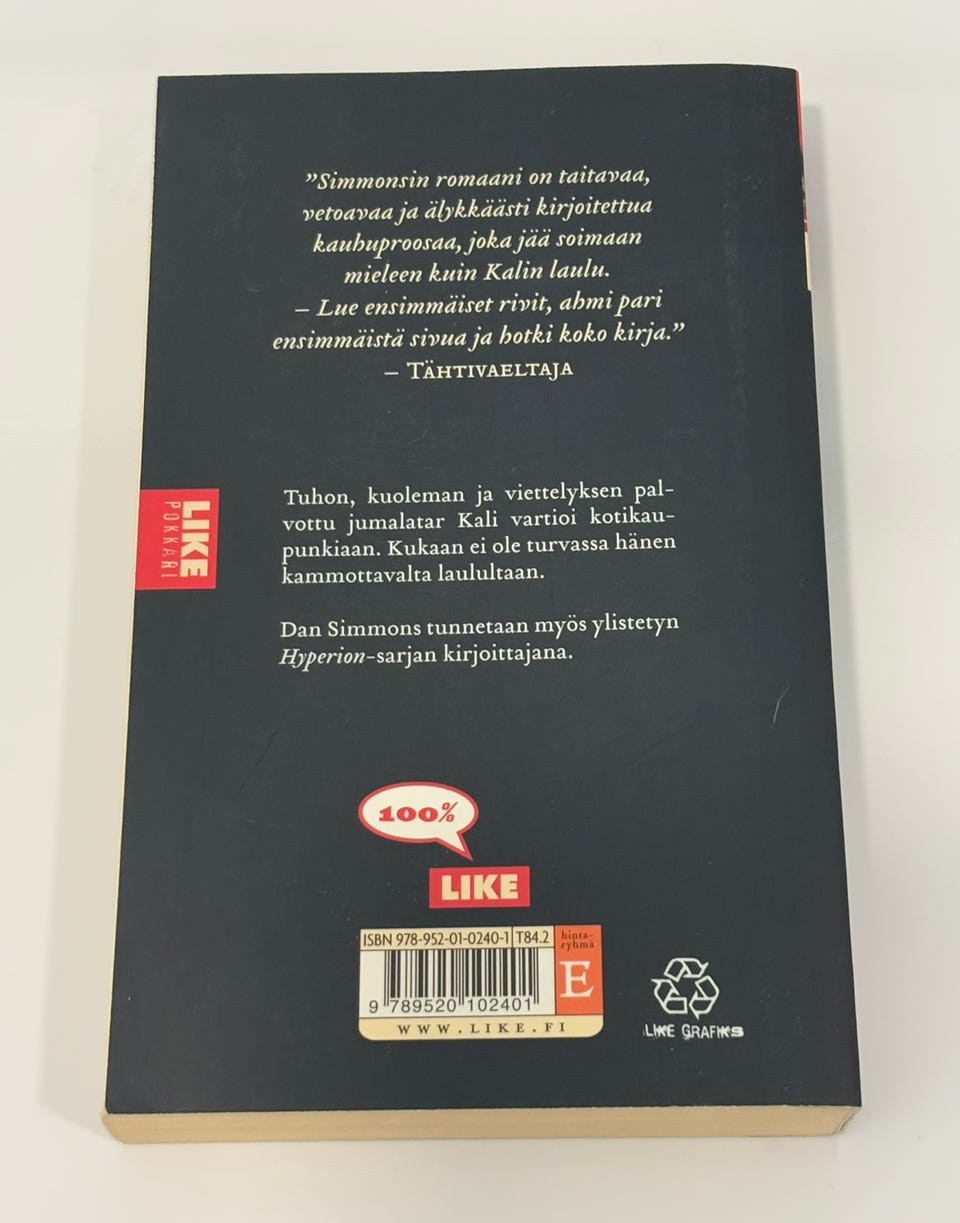 ”Simmonsin romaani on taitavaa,
vetoavaa ja älykkäästi kirjoitettua
kauhuproosaa, joka jää soimaan
mieleen kuin Kalin laulu.
– Lue ensimmäiset rivit, ahmi pari
ensimmäistä sivua ja hotki koko kirja.”
– TÄHTIVAELTAJA
Tuhon, kuoleman ja viettelyksen pal-
vottu jumalatar Kali vartioi kotikau-
punkiaan. Kukaan ei ole turvassa hänen
kammottavalta laulultaan.
Dan Simmons tunnetaan myös ylistetyn
Hyperion-sarjan kirjoittajana.
LIKE
POKKARI
100%
LIKE
ISBN 978-952-01-0240-1 T84.2
hinta-
ryhmä
E
9 789520 102401
WWW.LIKE.FI
LIKE GRAFIKS